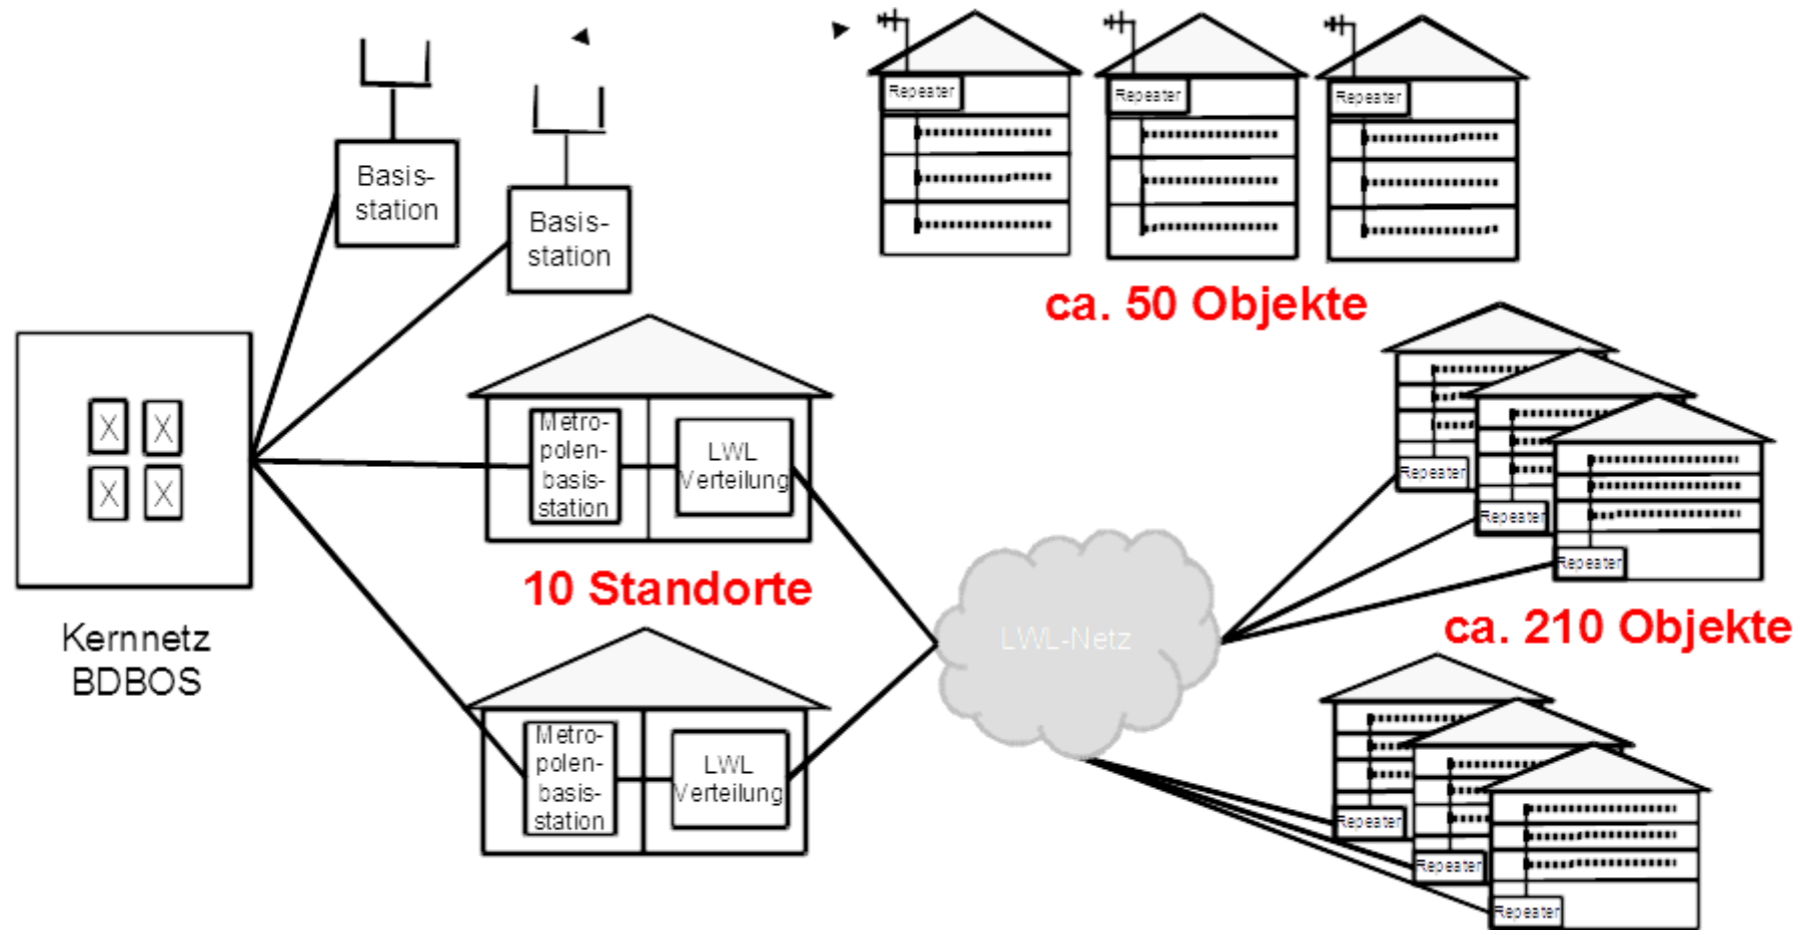 Repeater
Repeater
Repeater
Basis-
station
Basis-
station
ca. 50 Objekte
X X
X X
Metro-
polen-
basis-
station
LWL
Verteilung
Repeater
Repeater
Repeater
10 Standorte
Kernnetz
BDBOS
LWL-Netz
ca. 210 Objekte
Metro-
polen-
basis-
station
LWL
Verteilung
Repeater
Repeater
Repeater